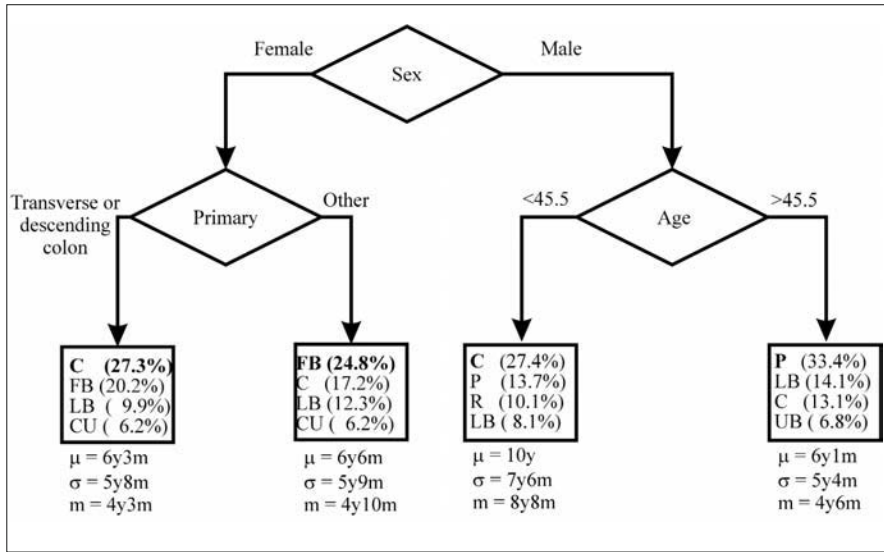 Female
Male
Sex
Transverse or
descending
colon
Primary
Other
<45.5
Age
>45.5
C (27.3%)
FB (20.2%)
LB ( 9.9%)
CU ( 6.2%)
μ = 6y3m
σ = 5y8m
m = 4y3m
FB (24.8%)
C (17.2%)
LB (12.3%)
CU ( 6.2%)
μ = 6y6m
σ = 5y9m
m = 4y10m
C (27.4%)
P (13.7%)
R (10.1%)
LB ( 8.1%)
μ = 10y
σ = 7y6m
m = 8y8m
P (33.4%)
LB (14.1%)
C (13.1%)
UB ( 6.8%)
μ = 6y1m
σ = 5y4m
m = 4y6m